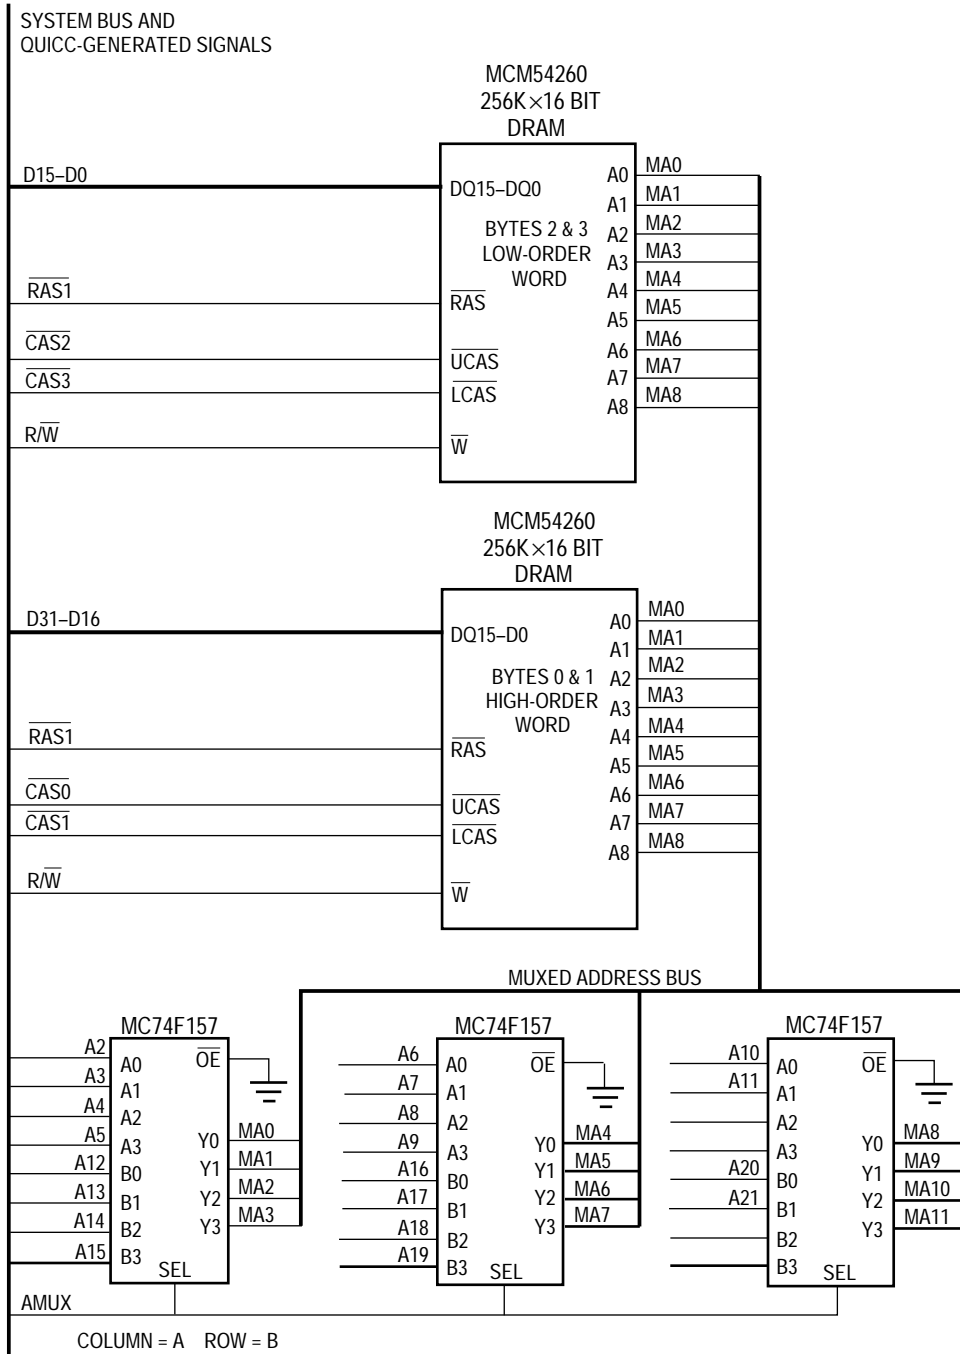 SYSTEM BUS AND
QUICC-GENERATED SIGNALS
MCM54260
256K×16 BIT
DRAM
D15–D0
DQ15–DQ0
BYTES 2 & 3
LOW-ORDER
WORD
RAS1
RAS
CAS2
UCAS
CAS3
LCAS
R/W
W
A0 MA0
A1 MA1
A2 MA2
A3 MA3
A4 MA4
A5 MA5
A6 MA6
A7 MA7
A8 MA8
MCM54260
256K×16 BIT
DRAM
D31–D16
DQ15–D0
BYTES 0 & 1
HIGH-ORDER
WORD
RAS1
RAS
CAS0
UCAS
CAS1
LCAS
R/W
W
A0 MA0
A1 MA1
A2 MA2
A3 MA3
A4 MA4
A5 MA5
A6 MA6
A7 MA7
A8 MA8
MUXED ADDRESS BUS
MC74F157
A2 A0
A3 A1
A4 A2
A5 A3
A12 B0
A13 B1
A14 B2
A15 B3
OE
Y0 MA0
Y1 MA1
Y2 MA2
Y3 MA3
SEL
MC74F157
A6 A0
A7 A1
A8 A2
A9 A3
A16 B0
A17 B1
A18 B2
A19 B3
OE
Y0 MA4
Y1 MA5
Y2 MA6
Y3 MA7
SEL
MC74F157
A10 A0
A11 A1
A2
A3
A20 B0
A21 B1
B2
B3
OE
Y0 MA8
Y1 MA9
Y2 MA10
Y3 MA11
SEL
AMUX
COLUMN = A ROW = B